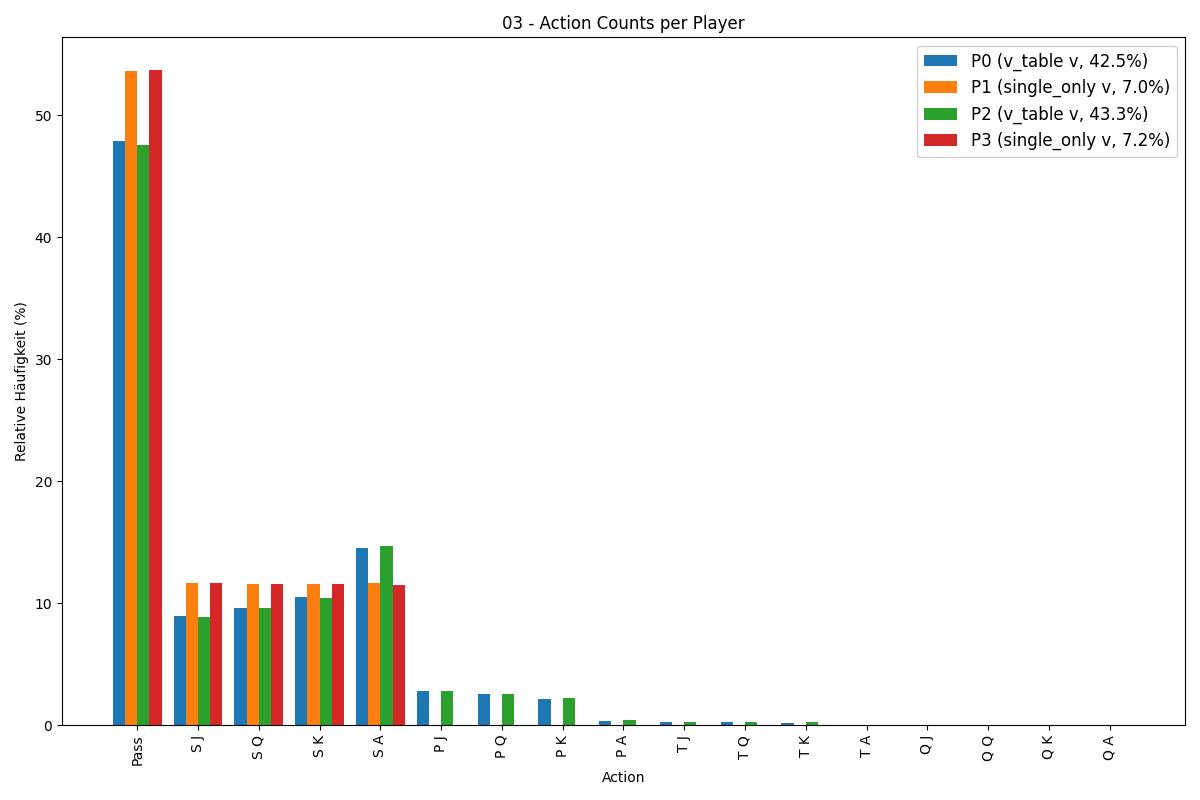 03 - Action Counts per Player
P0 (v_table v, 42.5%)
P1 (single_only v, 7.0%)
P2 (v_table v, 43.3%)
P3 (single_only v, 7.2%)
Relative Häufigkeit (%)
50
40
30
20
10
0
Pass
S J
S Q
S K
S A
P J
P Q
P K
P A
T J
T Q
T K
T A
Q J
Q Q
Q K
Q A
Action